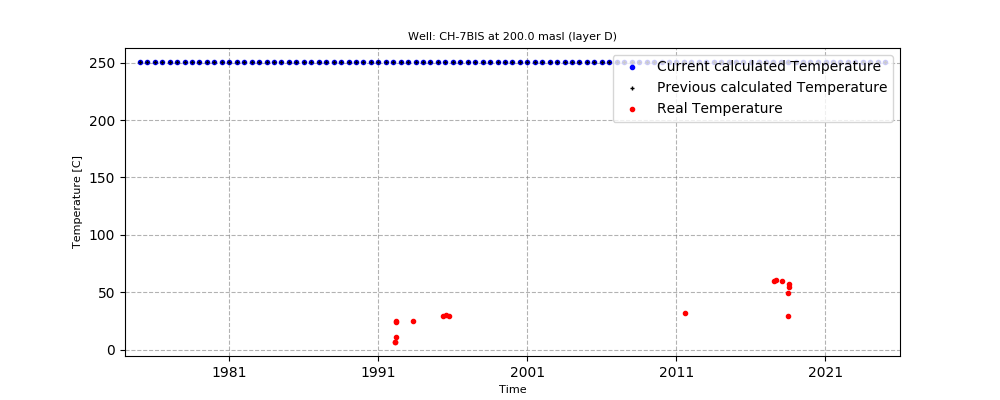 Well: CH-7BIS at 200.0 masl (layer D)
Current calculated Temperature
Previous calculated Temperature
Real Temperature
Temperature [C]
250
200
150
100
50
0
1981 1991 2001 2011 2021
Time